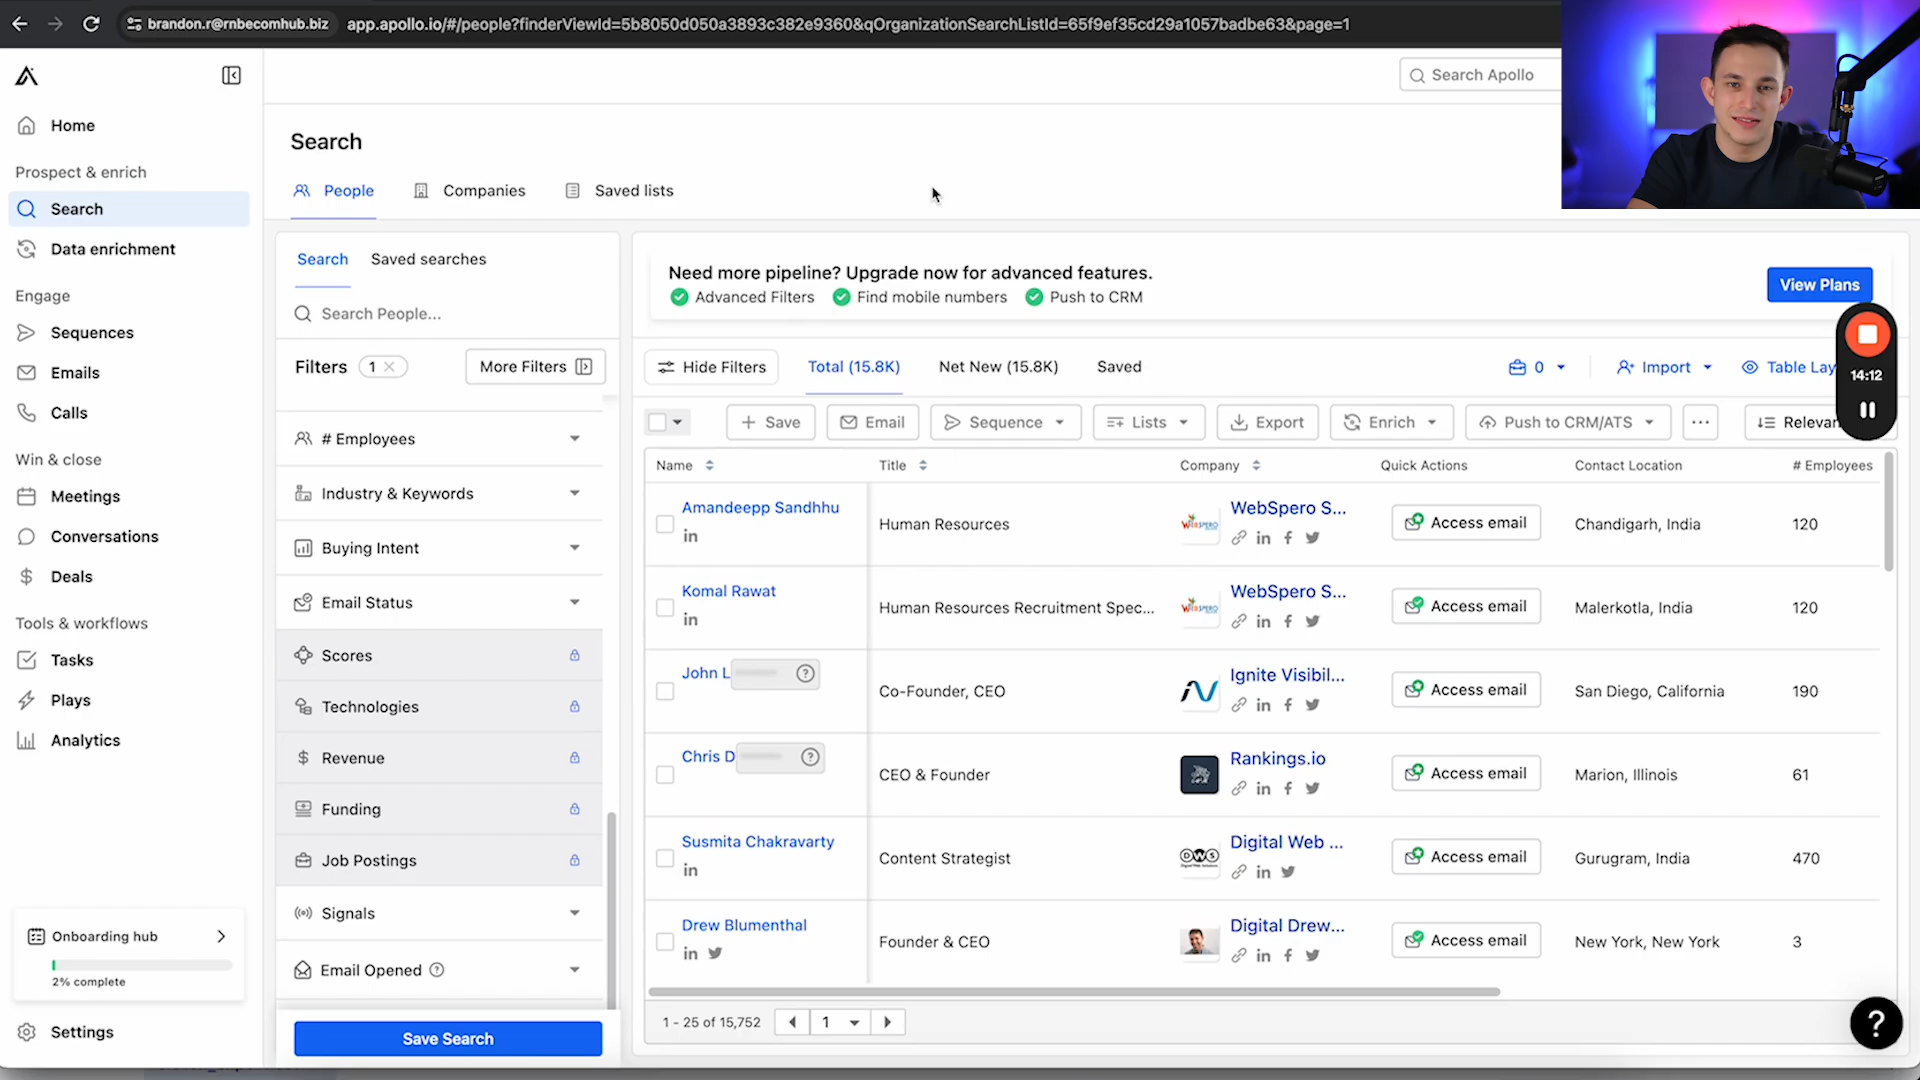 brandon.r@rnbecomhub.biz app.apollo.io/#/people?finderViewId=5b8050d050a3893c382e9360&qOrganizationSearchListId=65f9ef35cd29a1057badbe63&page=1
Search Apollo
Home
Prospect & enrich
Search
Data enrichment
Engage
Sequences
Emails
Calls
Win & close
Meetings
Conversations
Deals
Tools & workflows
Tasks
Plays
Analytics
Onboarding hub
2% complete
Settings
Search
People Companies Saved lists
Search Saved searches
Search People...
Filters 1 More Filters
# Employees
Industry & Keywords
Buying Intent
Email Status
Scores
Technologies
Revenue
Funding
Job Postings
Signals
Email Opened
Save Search
Need more pipeline? Upgrade now for advanced features.
Advanced Filters Find mobile numbers Push to CRM
View Plans
14:12
Hide Filters Total (15.8K) Net New (15.8K) Saved 0 Import Table Lay
Save Email Sequence Lists Export Enrich Push to CRM/ATS ... Relevan
Name Title Company Quick Actions Contact Location # Employees
Amandeepp Sandhhu Human Resources WebSpero S... Access email Chandigarh, India 120
Komal Rawat Human Resources Recruitment Spec... WebSpero S... Access email Malerkotla, India 120
John L Co-Founder, CEO Ignite Visibil... Access email San Diego, California 190
Chris D CEO & Founder Rankings.io Access email Marion, Illinois 61
Susmita Chakravarty Content Strategist DWS Digital Web ... Access email Gurugram, India 470
Drew Blumenthal Founder & CEO Digital Drew... Access email New York, New York 3
1 - 25 of 15,752 1